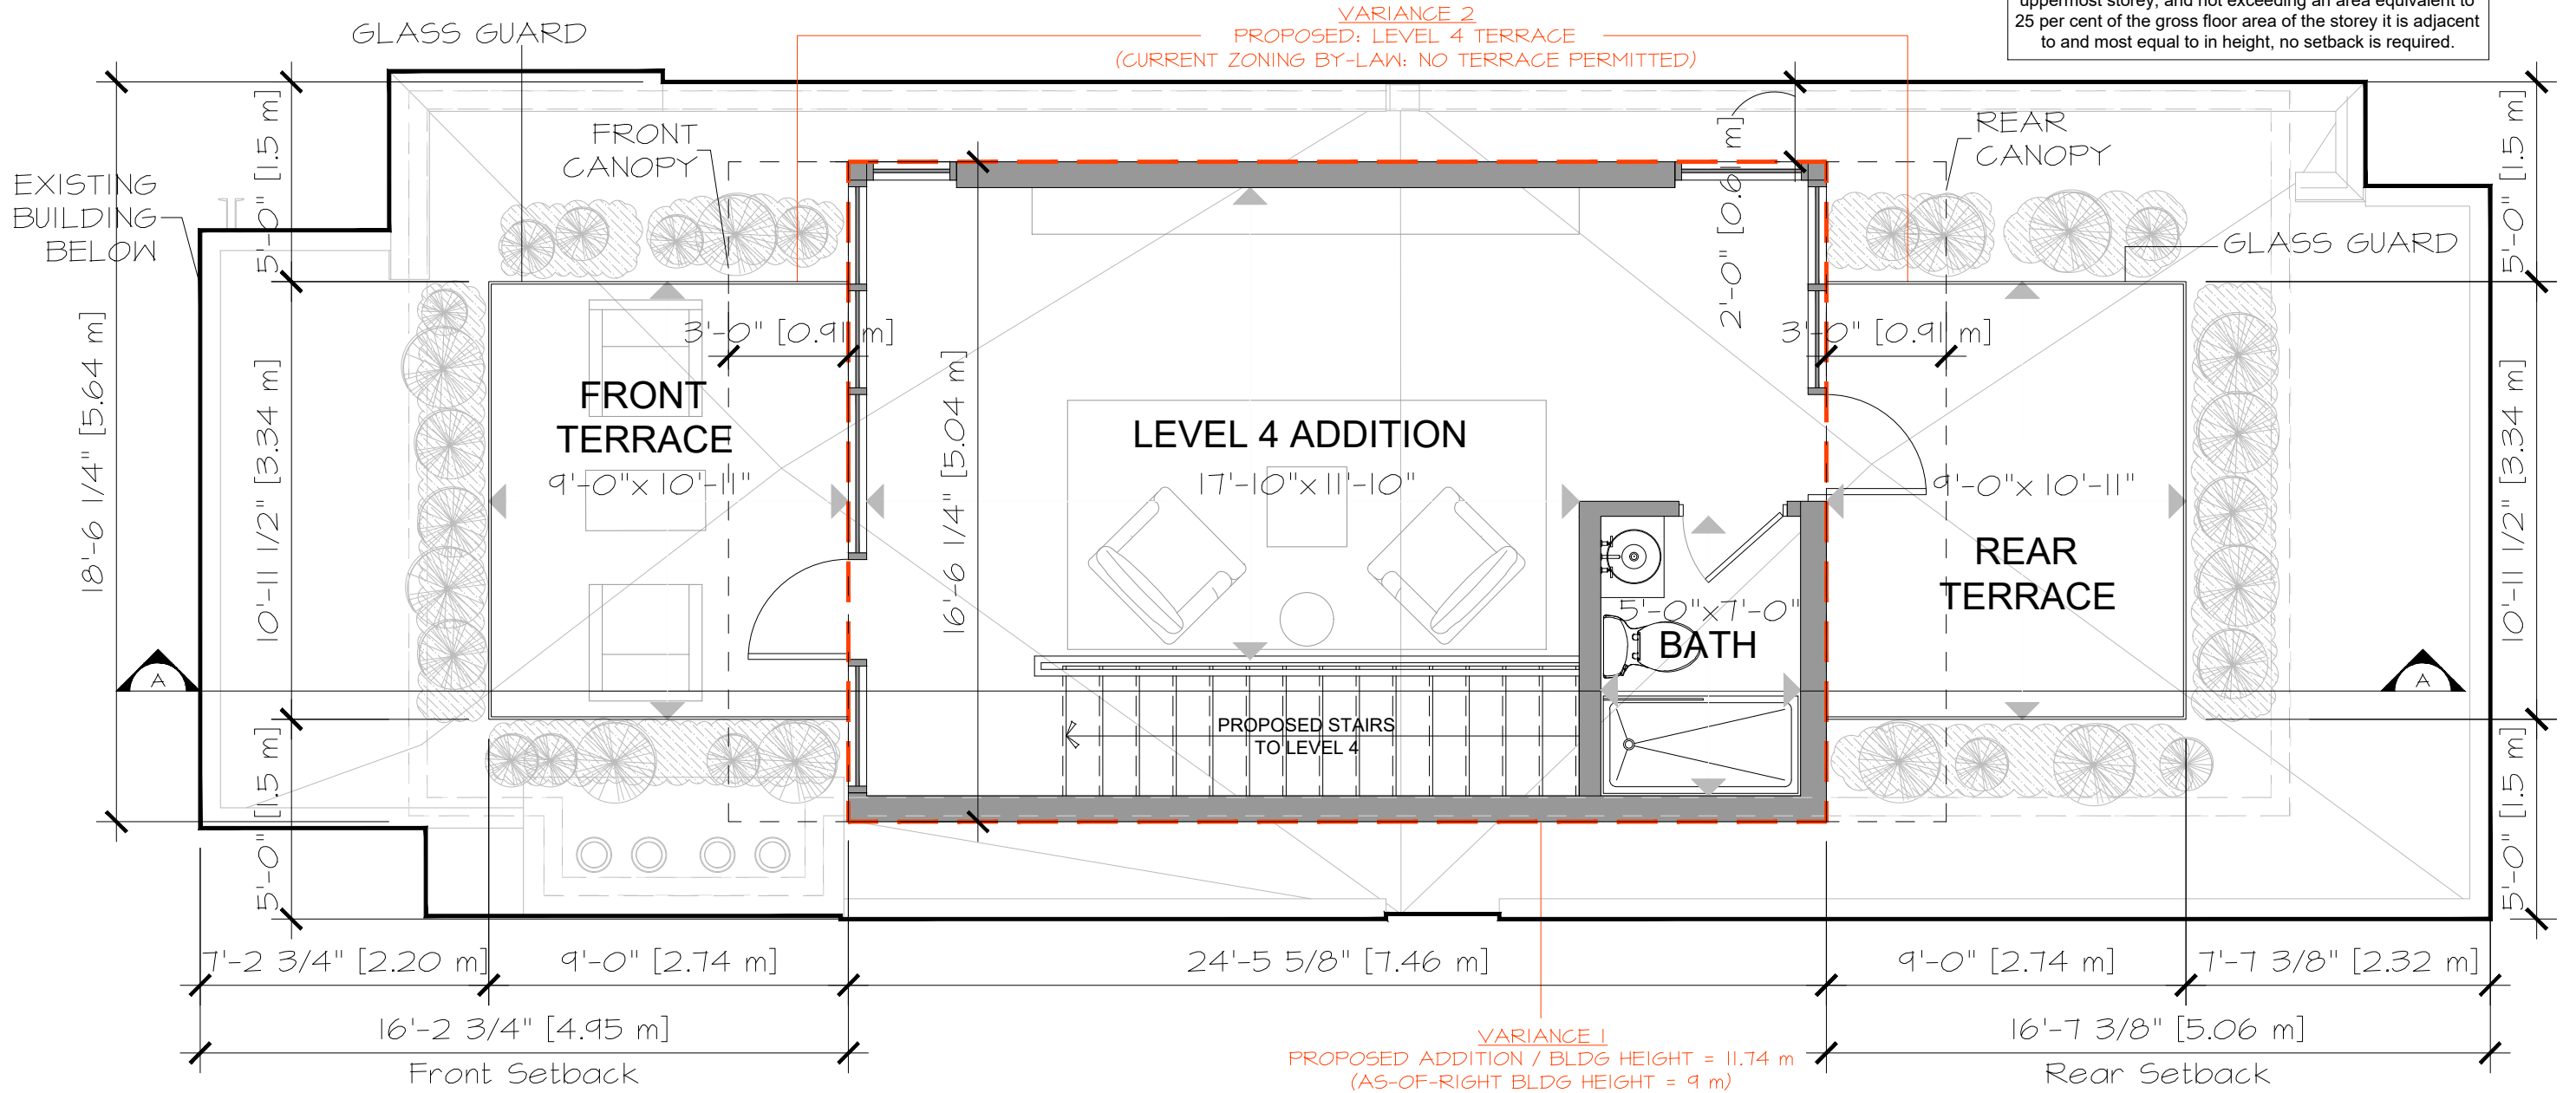 uppermost storey, and not exceeding an area equivalent to
25 per cent of the gross floor area of the storey it is adjacent
to and most equal to in height, no setback is required.
VARIANCE 2
PROPOSED: LEVEL 4 TERRACE
(CURRENT ZONING BY-LAW: NO TERRACE PERMITTED)
GLASS GUARD
FRONT
CANOPY
REAR
CANOPY
EXISTING
BUILDING
BELOW
GLASS GUARD
5'-0" [1.5 m]
18'-6 1/4" [5.64 m]
10'-11 1/2" [3.34 m]
5'-0" [1.5 m]
3'-0" [0.91 m]
FRONT
TERRACE
9'-0"x 10'-11"
16'-6 1/4" [5.04 m]
LEVEL 4 ADDITION
17'-10"x 11'-10"
2'-0" [0.61 m]
3'-0" [0.91 m]
9'-0"x 10'-11"
REAR
TERRACE
5'-0"x7'-0"
BATH
PROPOSED STAIRS
TO LEVEL 4
A
A
5'-0" [1.5 m]
10'-11 1/2" [3.34 m]
5'-0" [1.5 m]
7'-2 3/4" [2.20 m]
9'-0" [2.74 m]
24'-5 5/8" [7.46 m]
9'-0" [2.74 m]
7'-7 3/8" [2.32 m]
16'-2 3/4" [4.95 m]
Front Setback
VARIANCE 1
PROPOSED ADDITION / BLDG HEIGHT = 11.74 m
(AS-OF-RIGHT BLDG HEIGHT = 9 m)
16'-7 3/8" [5.06 m]
Rear Setback